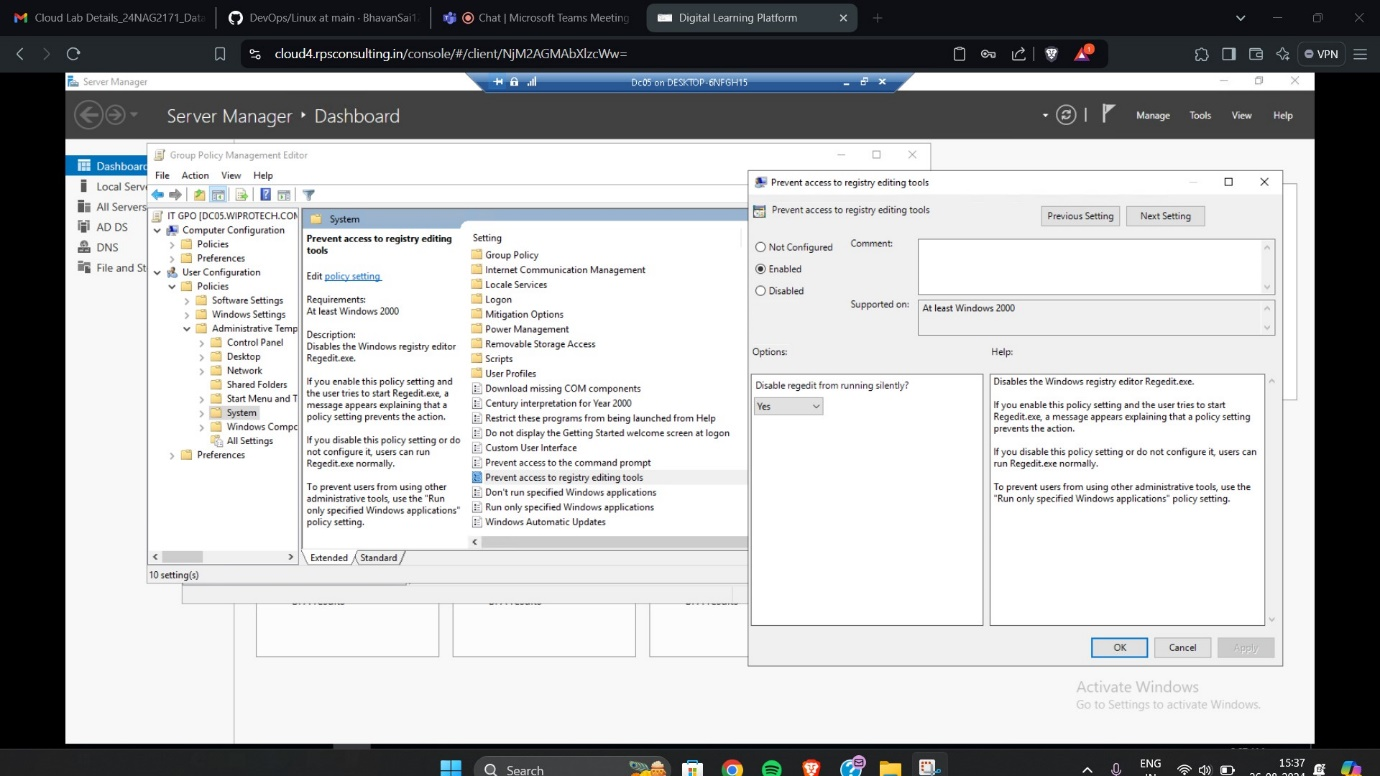 Cloud Lab Details_24NAG2171_Data
DevOps/Linux at main · BhavanSai1
Chat | Microsoft Teams Meeting
Digital Learning Platform
cloud4.rpsconsulting.in/console/#/client/NjM2AGMAbXlzcWw=
1
VPN
Server Manager
Dc05 on DESKTOP-6NFGH15
Server Manager ‣ Dashboard
Manage
Tools
View
Help
Dashboard
Local Serve
All Servers
AD DS
DNS
File and St
Group Policy Management Editor
File Action View Help
IT GPO [DC05.WIPROTECH.COM
Computer Configuration
Policies
Preferences
User Configuration
Policies
Software Settings
Windows Settings
Administrative Temp
Control Panel
Desktop
Network
Shared Folders
Start Menu and T
System
Windows Compo
All Settings
Preferences
System
Prevent access to registry editing
tools
Edit policy setting
Requirements:
At least Windows 2000
Description:
Disables the Windows registry editor
Regedit.exe.
If you enable this policy setting and
the user tries to start
Regedit.exe, a
message appears explaining that a
policy setting prevents the action.
If you disable this policy setting or do
not configure it, users can run
Regedit.exe normally.
To prevent users from using other
administrative tools, use the "Run
only specified Windows applications"
policy setting.
Setting
Group Policy
Internet Communication Management
Locale Services
Logon
Mitigation Options
Power Management
Removable Storage Access
Scripts
User Profiles
Download missing COM components
Century interpretation for Year 2000
Restrict these programs from being launched from Help
Do not display the Getting Started welcome screen at logon
Custom User Interface
Prevent access to the command prompt
Prevent access to registry editing tools
Don't run specified Windows applications
Run only specified Windows applications
Windows Automatic Updates
Extended
Standard
10 setting(s)
Prevent access to registry editing tools
Prevent access to registry editing tools
Previous Setting
Next Setting
Not Configured
Enabled
Disabled
Comment:
Supported on:
At least Windows 2000
Options:
Help:
Disable regedit from running silently?
Yes
Disables the Windows registry editor Regedit.exe.
If you enable this policy setting and the user tries to start
Regedit.exe, a message appears explaining that a policy setting
prevents the action.
If you disable this policy setting or do not configure it, users can
run Regedit.exe normally.
To prevent users from using other administrative tools, use the
"Run only specified Windows applications" policy setting.
OK
Cancel
Apply
Activate Windows
Go to Settings to activate Windows.
Search
ENG
15:37